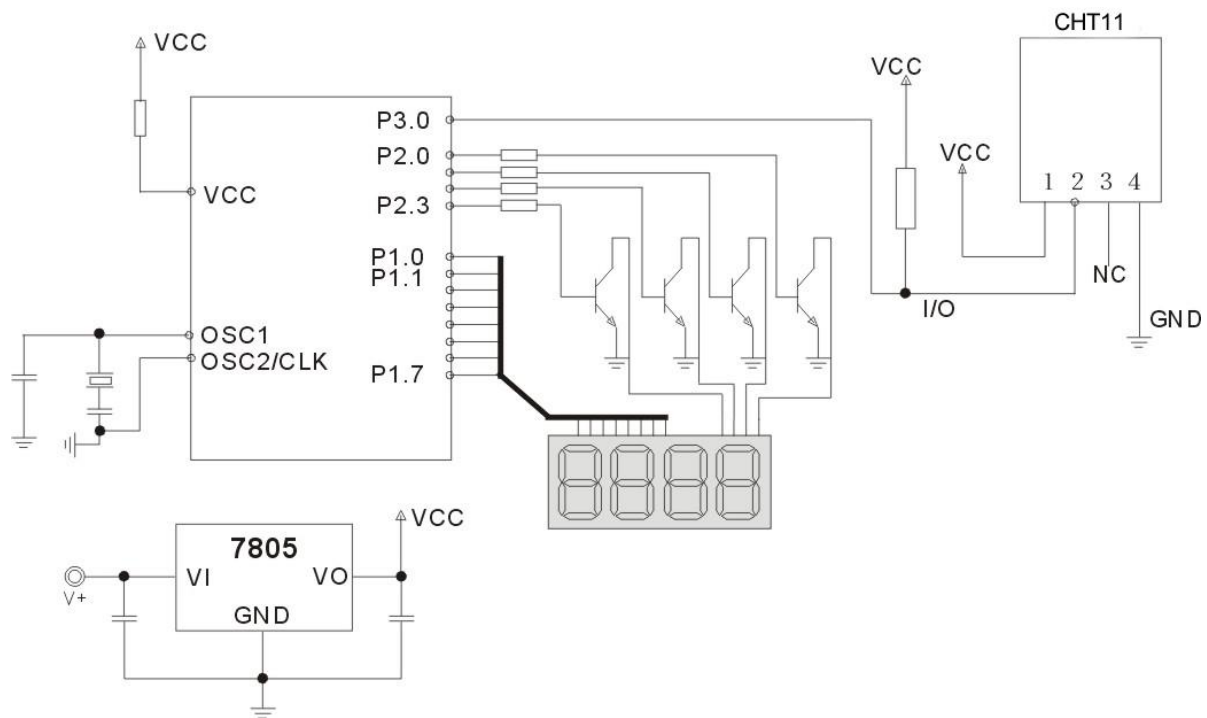 CHT11
VCC
VCC
P3.0
VCC
P2.0
VCC
1 2 3 4
VCC
P2.3
P1.0
P1.1
NC
I/O
GND
OSC1
OSC2/CLK
P1.7
VCC
7805
VI
VO
V+
GND